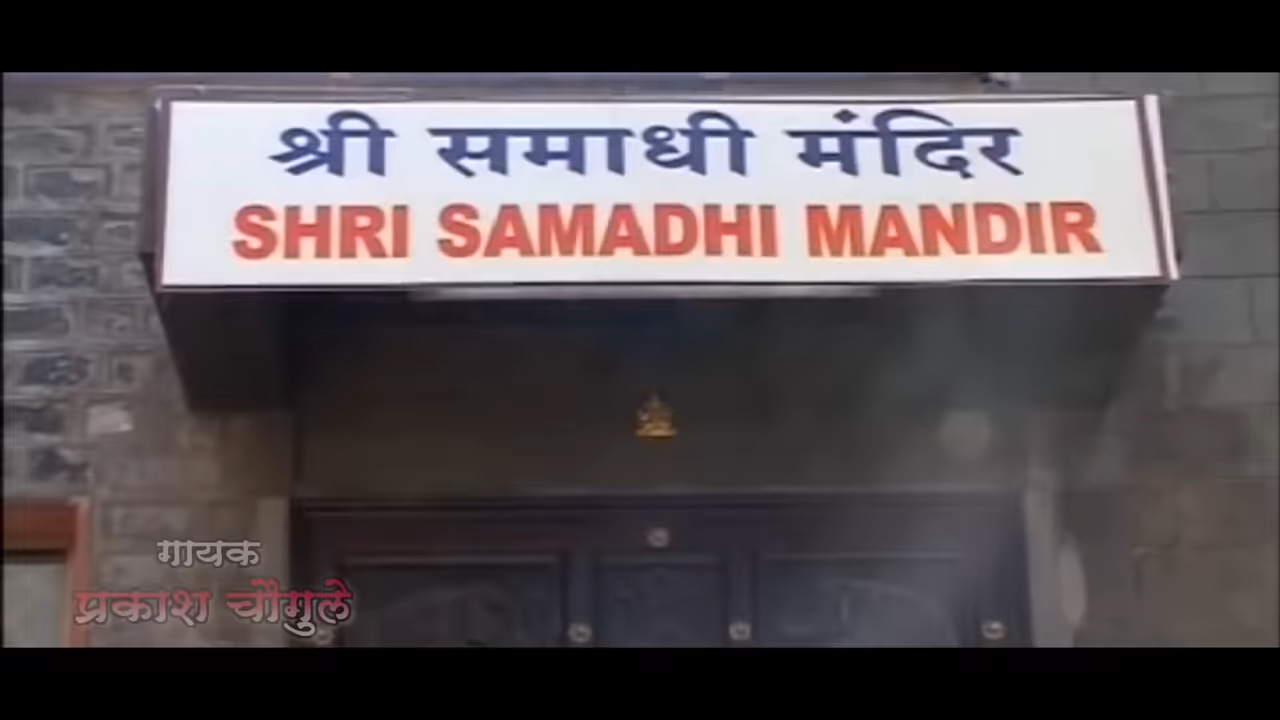 श्री समाधी मंदिर
SHRI SAMADHI MANDIR
गायक
प्रकाश चौगुले